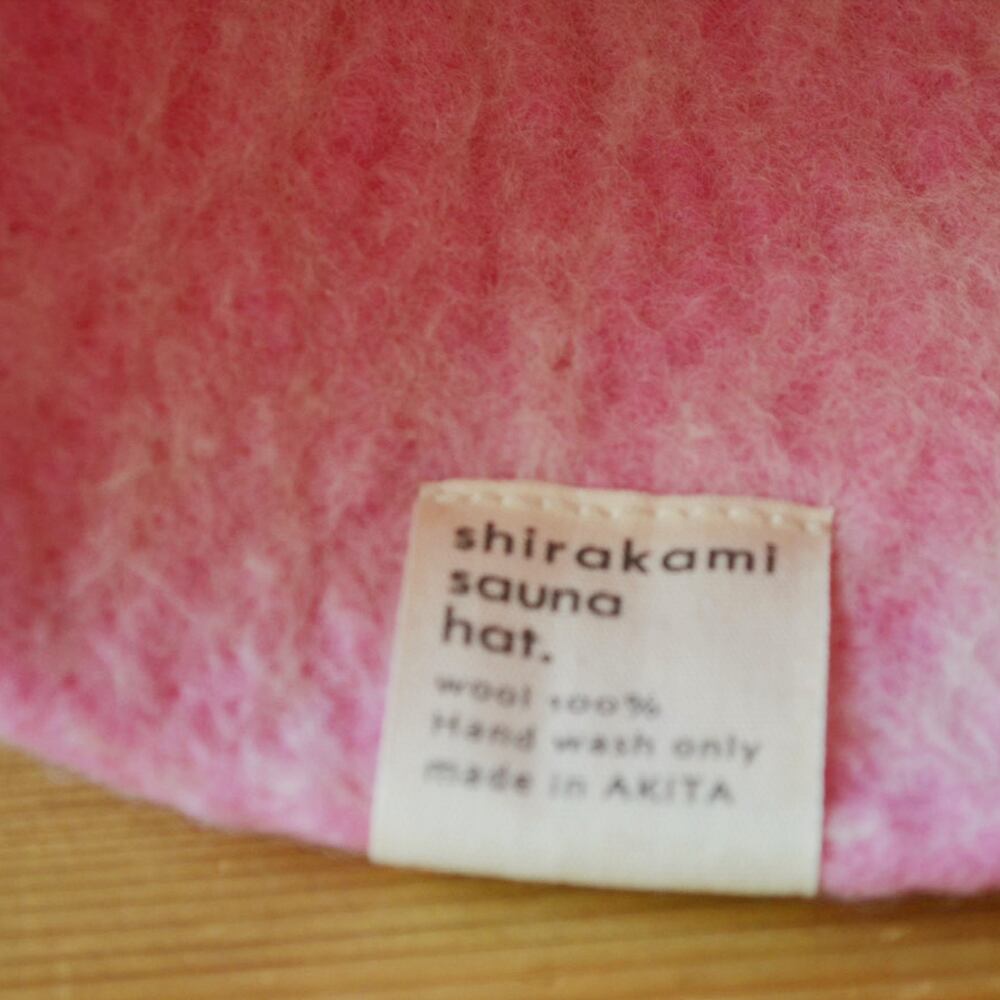 shirakami
sauna
hat.
wool 100%
Hand wash only
made in AKITA